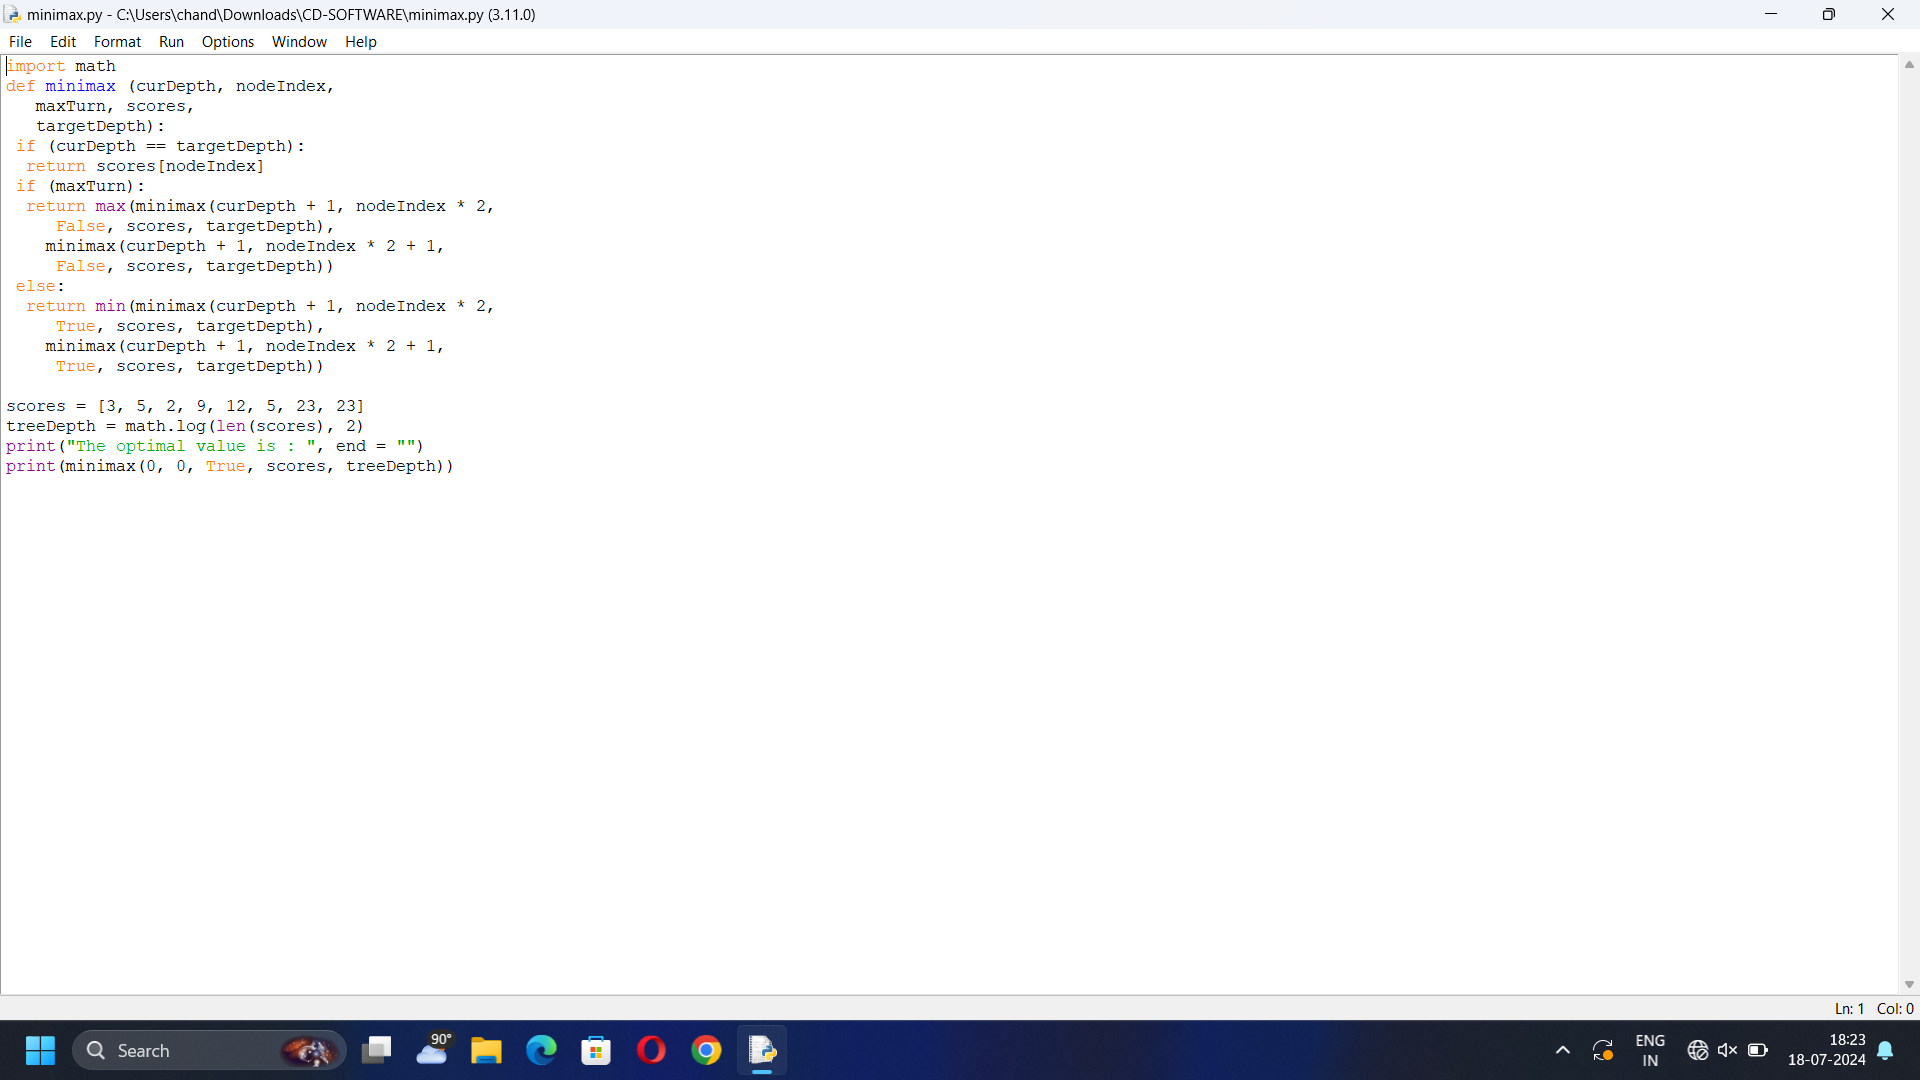 minimax.py - C:\Users\chand\Downloads\CD-SOFTWARE\minimax.py (3.11.0)
File Edit Format Run Options Window Help
import math
def minimax (curDepth, nodeIndex,
   maxTurn, scores,
   targetDepth):
 if (curDepth == targetDepth):
  return scores[nodeIndex]
 if (maxTurn):
  return max(minimax(curDepth + 1, nodeIndex * 2,
     False, scores, targetDepth),
    minimax(curDepth + 1, nodeIndex * 2 + 1,
     False, scores, targetDepth))
 else:
  return min(minimax(curDepth + 1, nodeIndex * 2,
     True, scores, targetDepth),
    minimax(curDepth + 1, nodeIndex * 2 + 1,
     True, scores, targetDepth))
scores = [3, 5, 2, 9, 12, 5, 23, 23]
treeDepth = math.log(len(scores), 2)
print("The optimal value is : ", end = "")
print(minimax(0, 0, True, scores, treeDepth))
Ln: 1 Col: 0
Search
90°
ENG
IN
18:23
18-07-2024